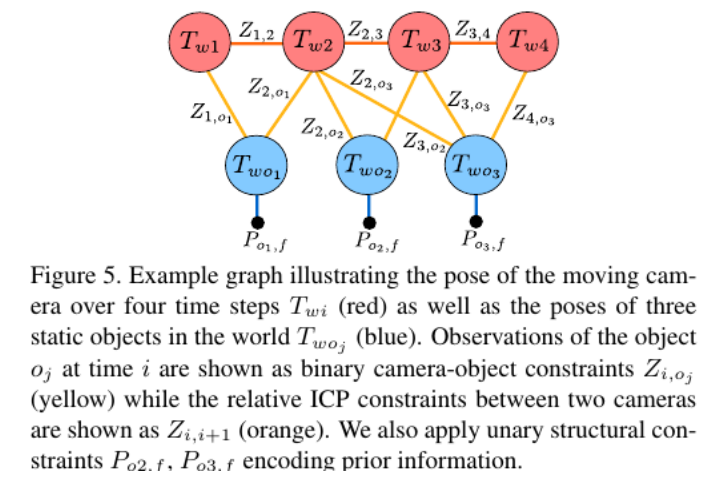 T_{w1} Z_{1,2} T_{w2} Z_{2,3} T_{w3} Z_{3,4} T_{w4}
Z_{1,o_1} Z_{2,o_1} Z_{2,o_2} Z_{2,o_3} Z_{3,o_2} Z_{3,o_3} Z_{4,o_3}
T_{wo_1} T_{wo_2} T_{wo_3}
P_{o_1,f} P_{o_2,f} P_{o_3,f}
Figure 5. Example graph illustrating the pose of the moving cam-
era over four time steps T_{wi} (red) as well as the poses of three
static objects in the world T_{wo_j} (blue). Observations of the object
o_j at time i are shown as binary camera-object constraints Z_{i,o_j}
(yellow) while the relative ICP constraints between two cameras
are shown as Z_{i,i+1} (orange). We also apply unary structural con-
straints P_{o2,f}, P_{o3,f} encoding prior information.